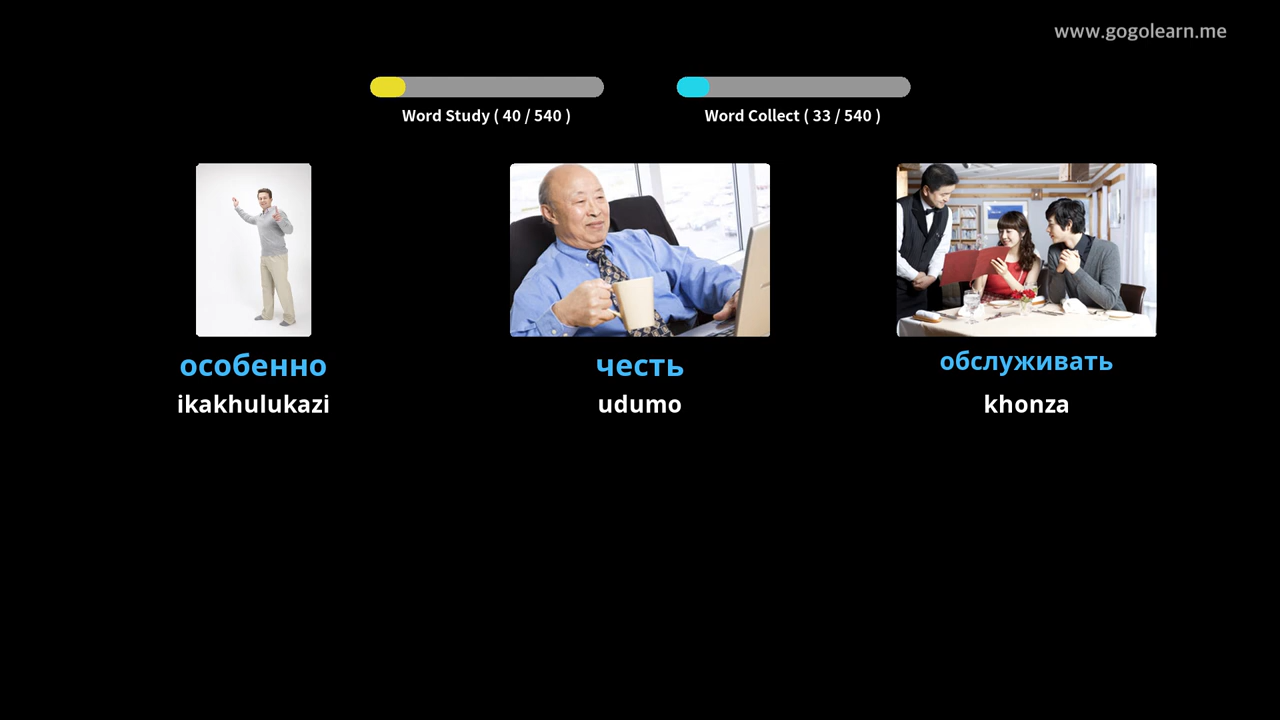 www.gogolearn.me
Word Study ( 40 / 540 )
Word Collect ( 33 / 540 )
особенно
ikakhulukazi
честь
udumo
обслуживать
khonza